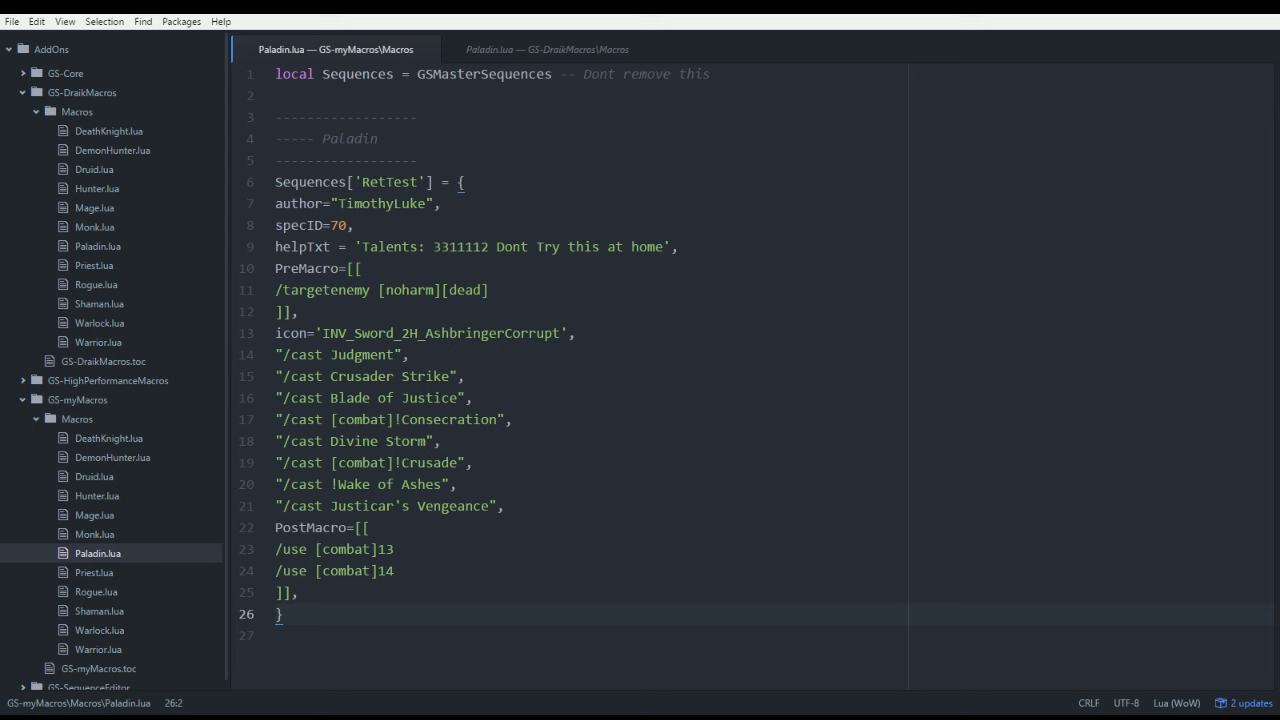 File Edit View Selection Find Packages Help
AddOns
GS-Core
GS-DraikMacros
Macros
DeathKnight.lua
DemonHunter.lua
Druid.lua
Hunter.lua
Mage.lua
Monk.lua
Paladin.lua
Priest.lua
Rogue.lua
Shaman.lua
Warlock.lua
Warrior.lua
GS-DraikMacros.toc
GS-HighPerformanceMacros
GS-myMacros
Macros
DeathKnight.lua
DemonHunter.lua
Druid.lua
Hunter.lua
Mage.lua
Monk.lua
Paladin.lua
Priest.lua
Rogue.lua
Shaman.lua
Warlock.lua
Warrior.lua
GS-myMacros.toc
GS-SequenceEditor
Paladin.lua — GS-myMacros\Macros Paladin.lua — GS-DraikMacros\Macros
1 local Sequences = GSMasterSequences -- Dont remove this
2
3 ------------------
4 ----- Paladin
5 ------------------
6 Sequences['RetTest'] = {
7 author="TimothyLuke",
8 specID=70,
9 helpTxt = 'Talents: 3311112 Dont Try this at home',
10 PreMacro=[[
11 /targetenemy [noharm][dead]
12 ]],
13 icon='INV_Sword_2H_AshbringerCorrupt',
14 "/cast Judgment",
15 "/cast Crusader Strike",
16 "/cast Blade of Justice",
17 "/cast [combat]!Consecration",
18 "/cast Divine Storm",
19 "/cast [combat]!Crusade",
20 "/cast !Wake of Ashes",
21 "/cast Justicar's Vengeance",
22 PostMacro=[[
23 /use [combat]13
24 /use [combat]14
25 ]],
26 }
27
GS-myMacros\Macros\Paladin.lua 26:2 CRLF UTF-8 Lua (WoW) 2 updates